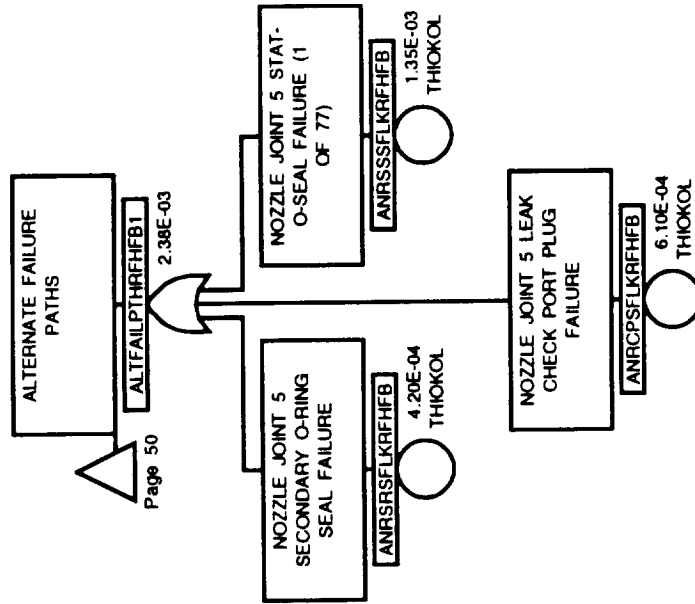 ALTERNATE FAILURE
PATHS
ALTFAILPTHRFHFB1
2.38E-03
Page 50
NOZZLE JOINT 5
SECONDARY O-RING
SEAL FAILURE
ANRSRSFLKRFHFB
4.20E-04
THIOKOL
NOZZLE JOINT 5 STAT-
O-SEAL FAILURE (1
OF 77)
ANRSSSFLKRFHFB
1.35E-03
THIOKOL
NOZZLE JOINT 5 LEAK
CHECK PORT PLUG
FAILURE
ANRCPSFLKRFHFB
6.10E-04
THIOKOL